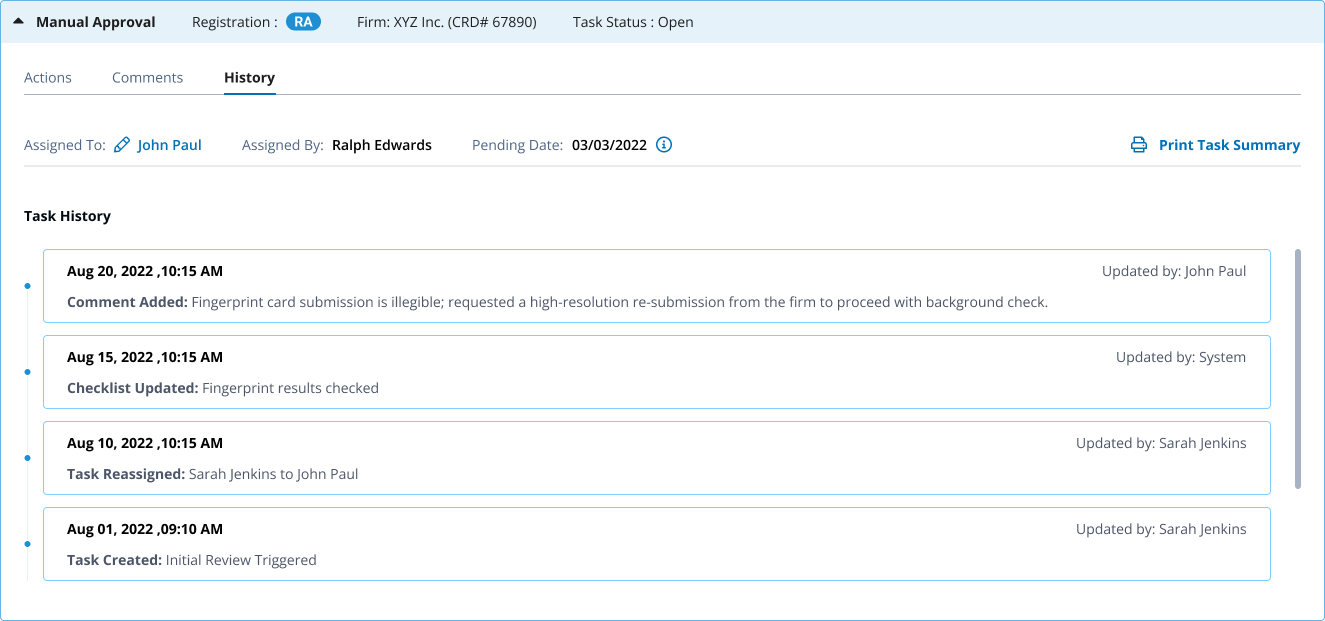 Manual Approval Registration : RA Firm: XYZ Inc. (CRD# 67890) Task Status : Open
Actions Comments History
Assigned To: John Paul Assigned By: Ralph Edwards Pending Date: 03/03/2022 Print Task Summary
Task History
Aug 20, 2022 ,10:15 AM Updated by: John Paul
Comment Added: Fingerprint card submission is illegible; requested a high-resolution re-submission from the firm to proceed with background check.
Aug 15, 2022 ,10:15 AM Updated by: System
Checklist Updated: Fingerprint results checked
Aug 10, 2022 ,10:15 AM Updated by: Sarah Jenkins
Task Reassigned: Sarah Jenkins to John Paul
Aug 01, 2022 ,09:10 AM Updated by: Sarah Jenkins
Task Created: Initial Review Triggered